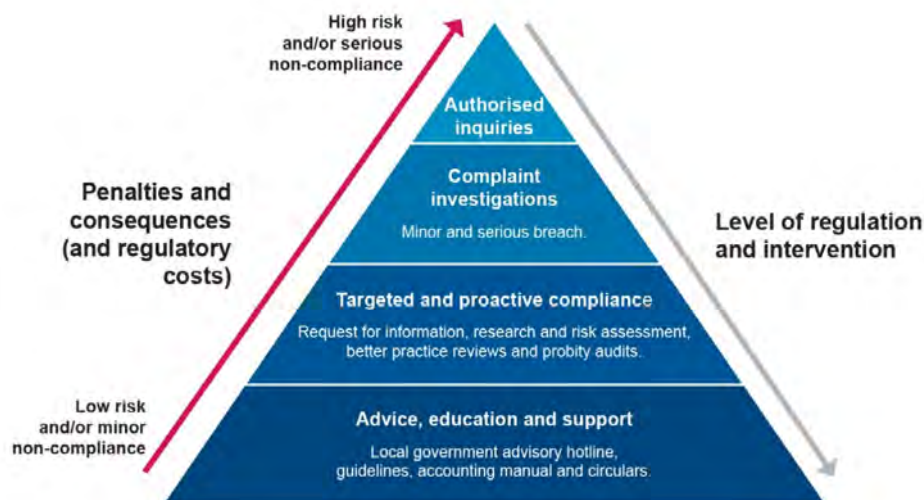 High risk
and/or serious
non-compliance
Authorised
inquiries
Complaint
investigations
Minor and serious breach.
Penalties and
consequences
(and regulatory
costs)
Level of regulation
and intervention
Targeted and proactive compliance
Request for information, research and risk assessment,
better practice reviews and probity audits.
Low risk
and/or minor
non-compliance
Advice, education and support
Local government advisory hotline,
guidelines, accounting manual and circulars.